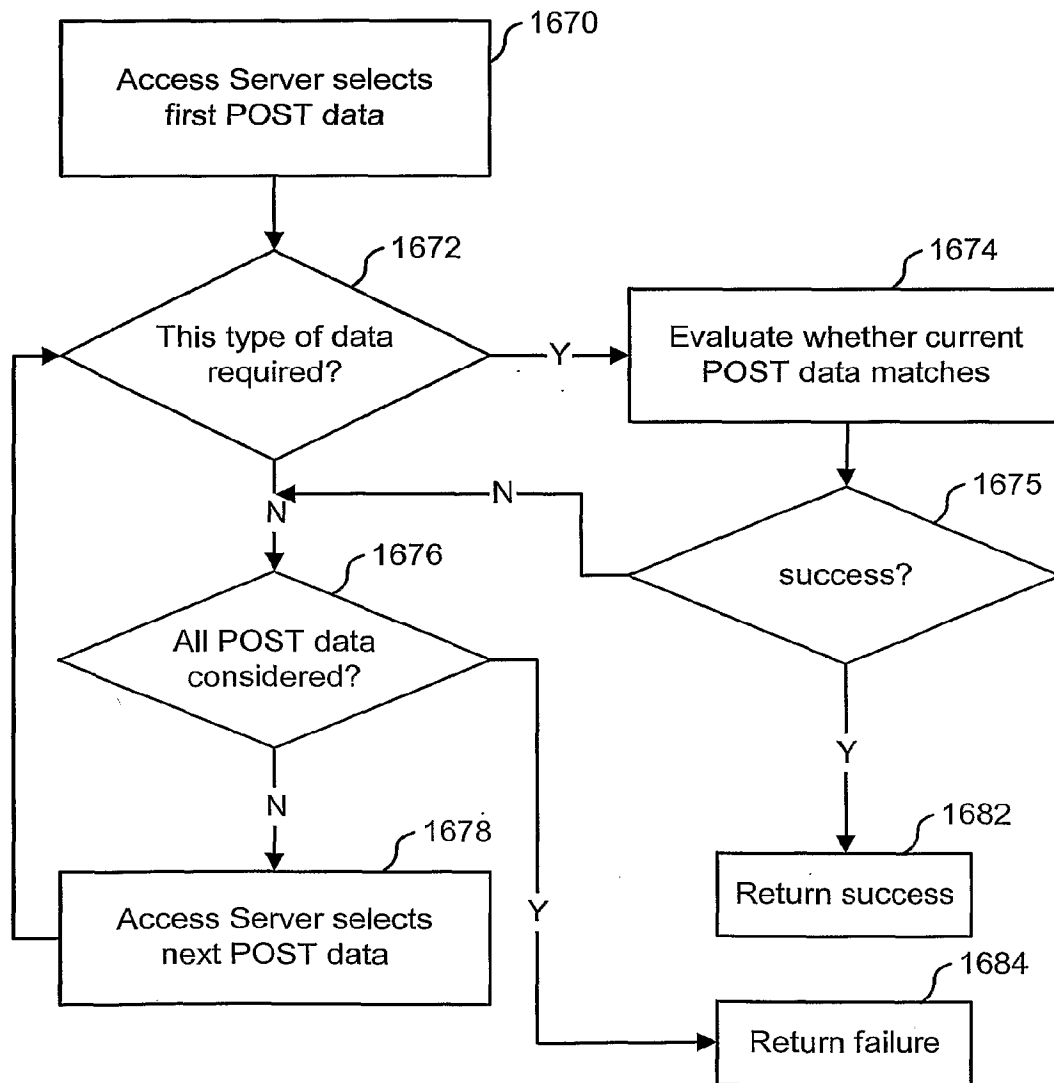 1670
Access Server selects
first POST data
1672
This type of data
required?
Y
1674
Evaluate whether current
POST data matches
N
N
1675
success?
1676
All POST data
considered?
Y
N
1678
Access Server selects
next POST data
Y
1682
Return success
1684
Return failure